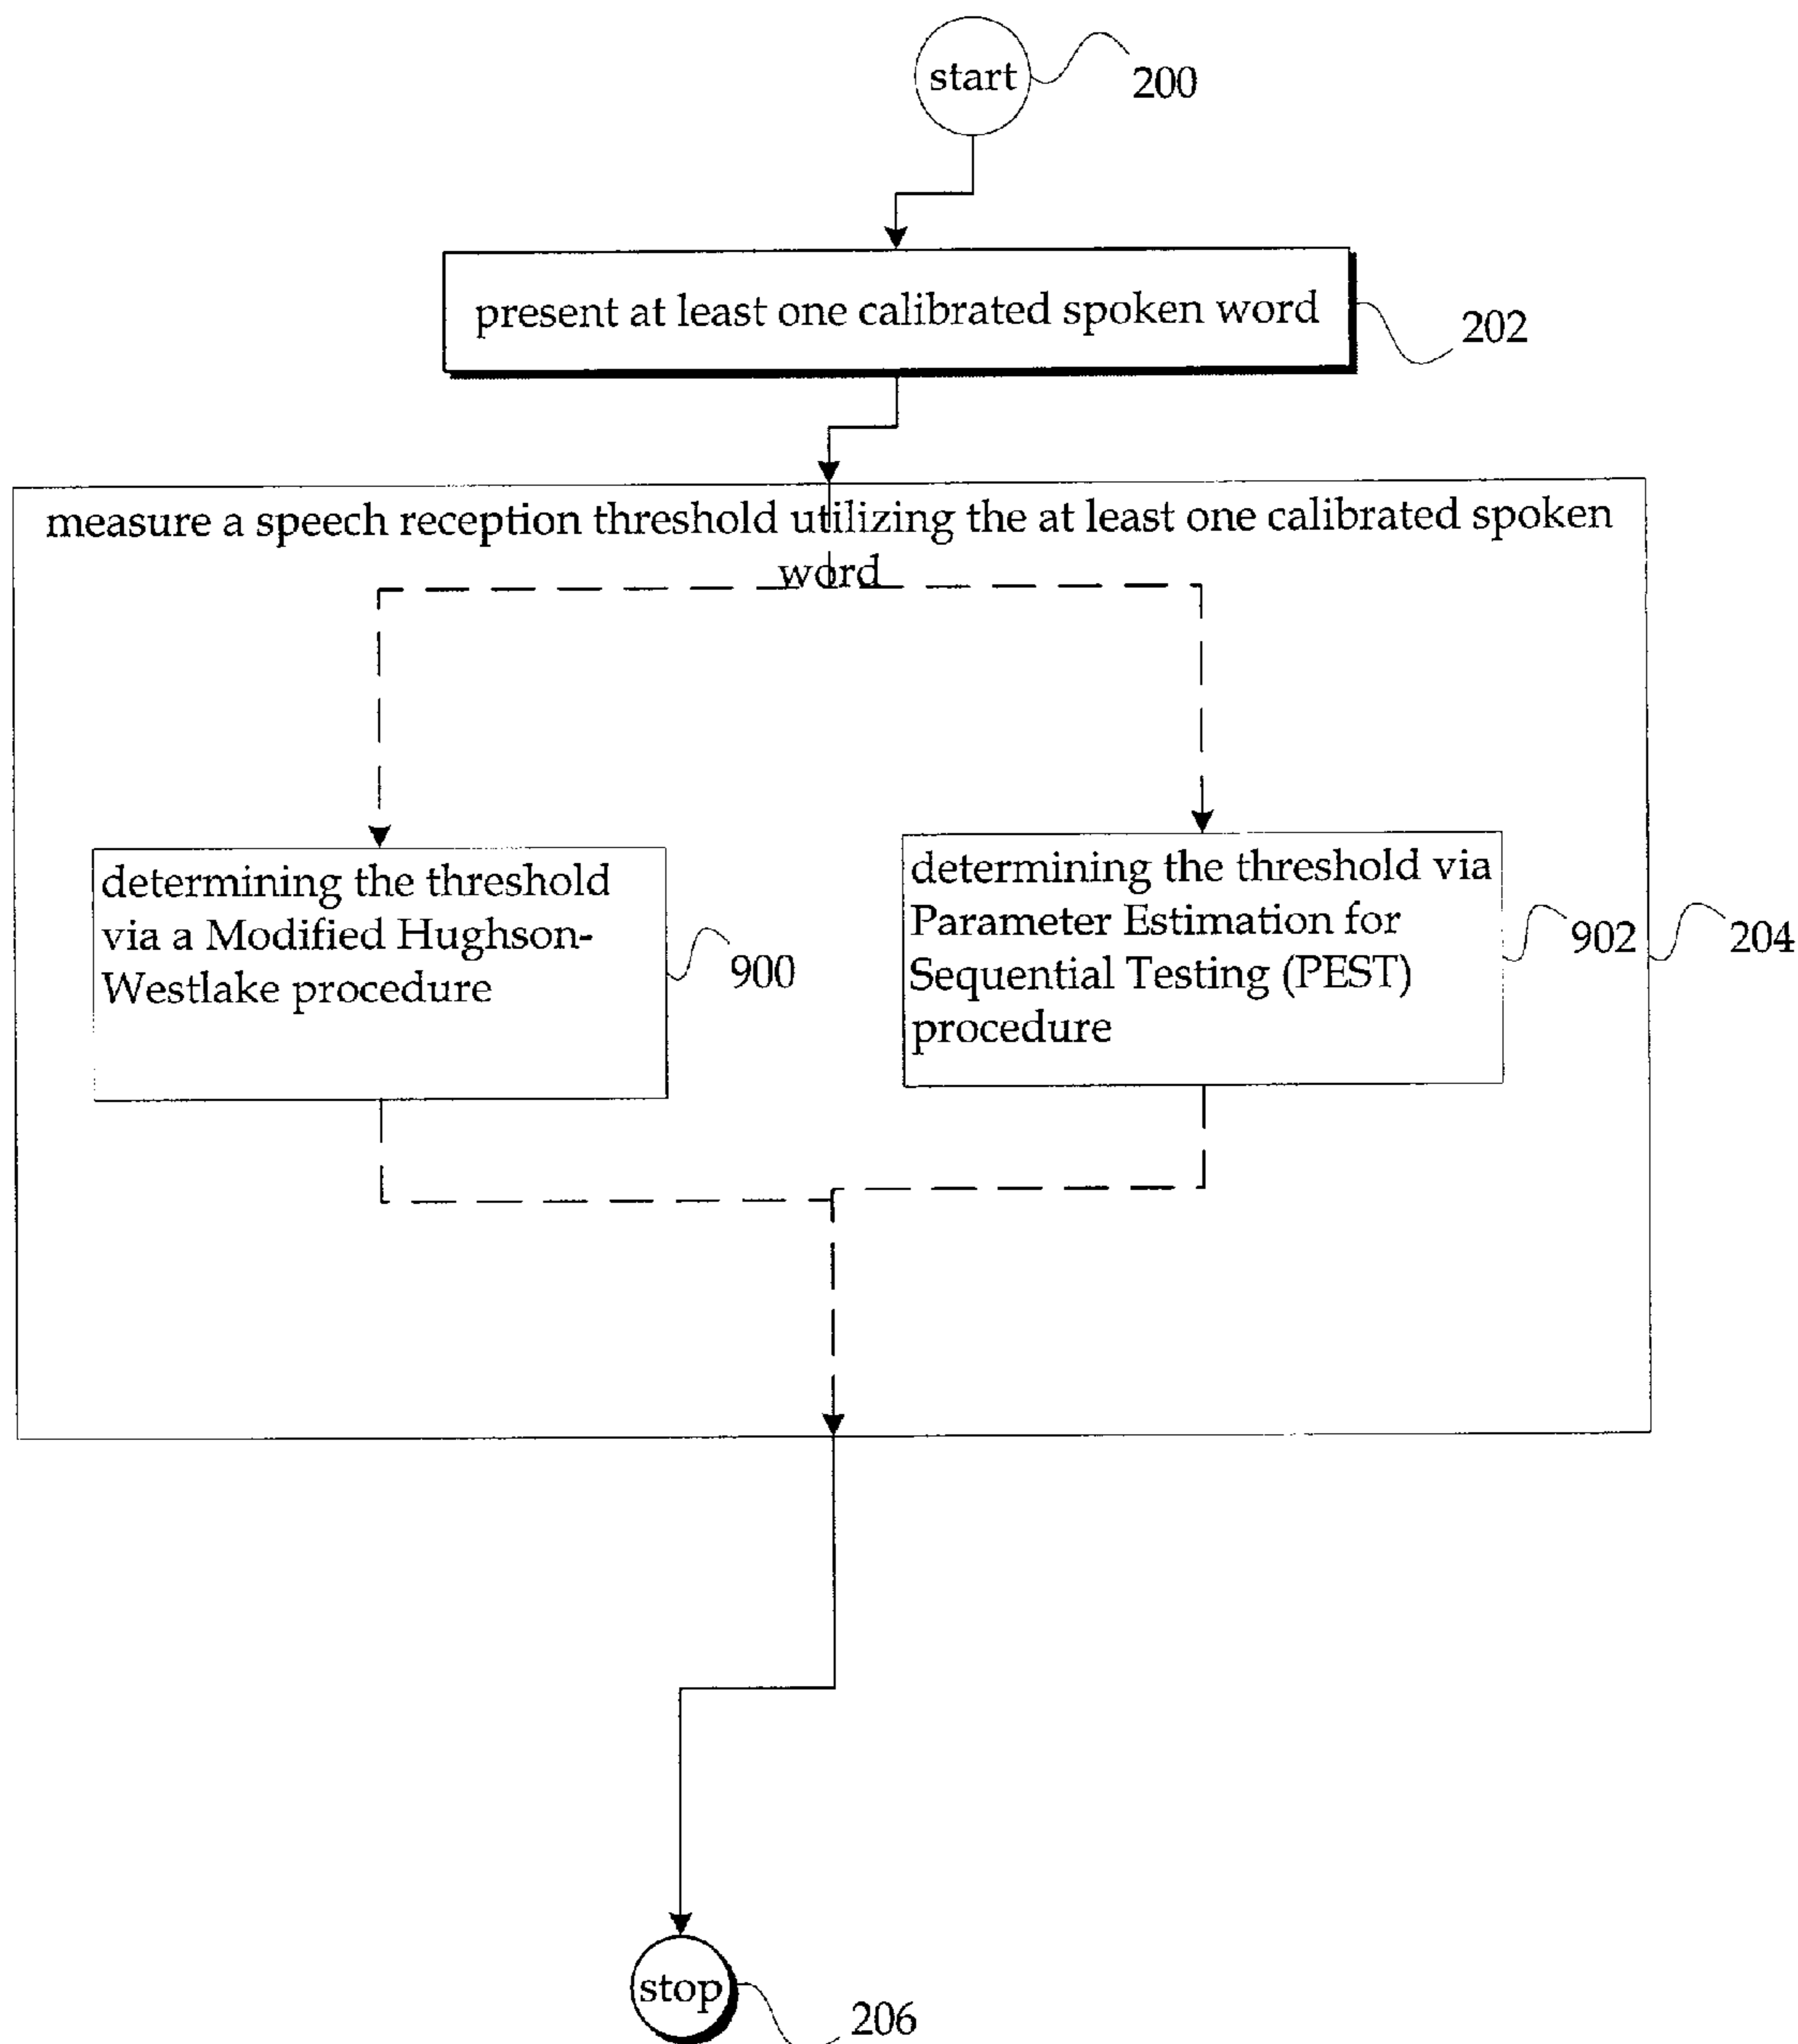 start
200
present at least one calibrated spoken word
202
measure a speech reception threshold utilizing the at least one calibrated spoken
word
determining the threshold
via a Modified Hughson-
Westlake procedure
900
determining the threshold via
Parameter Estimation for
Sequential Testing (PEST)
procedure
902
204
stop
206